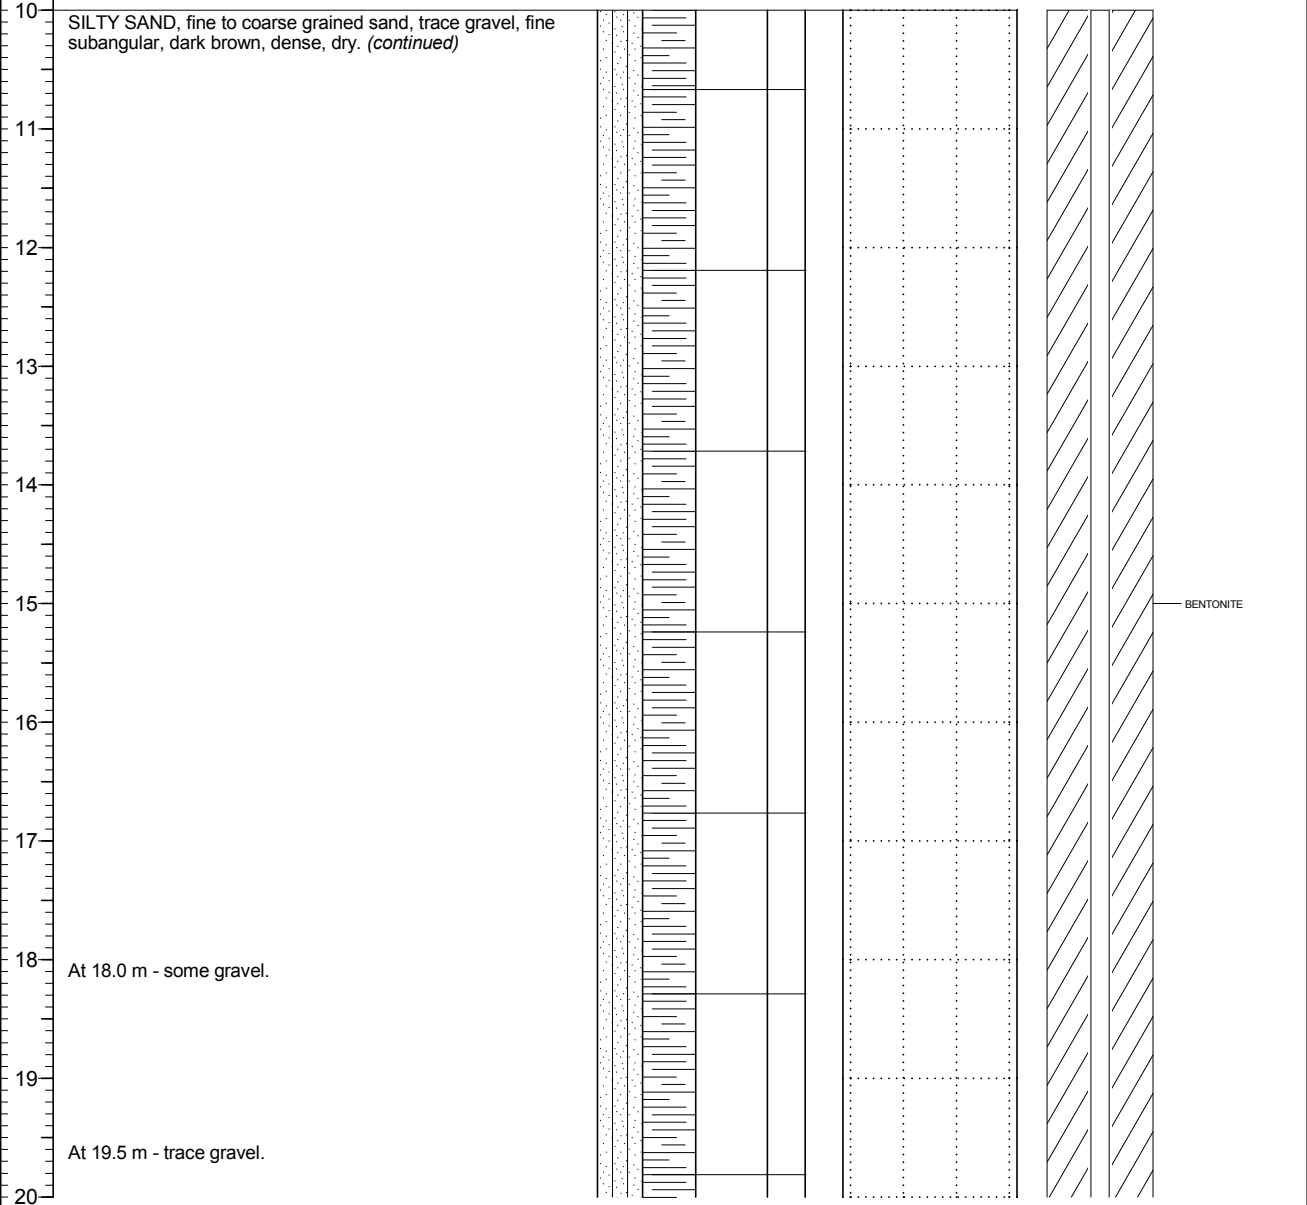 10
SILTY SAND, fine to coarse grained sand, trace gravel, fine
subangular, dark brown, dense, dry. (continued)
11
12
13
14
15
BENTONITE
16
17
18
At 18.0 m - some gravel.
19
At 19.5 m - trace gravel.
20